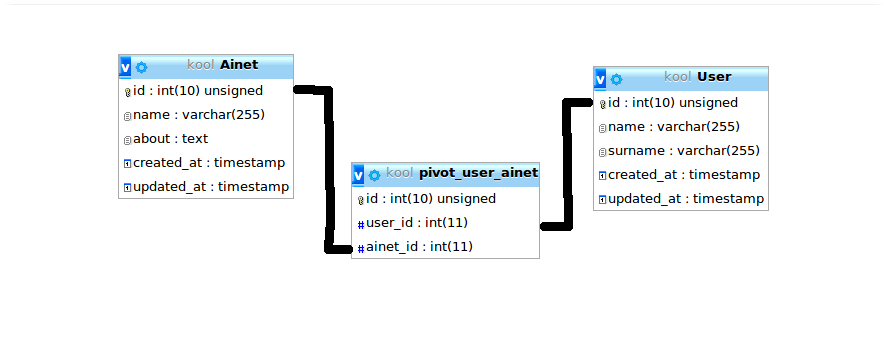 v kool Ainet
id : int(10) unsigned
name : varchar(255)
about : text
created_at : timestamp
updated_at : timestamp
v kool pivot_user_ainet
id : int(10) unsigned
# user_id : int(11)
# ainet_id : int(11)
v kool User
id : int(10) unsigned
name : varchar(255)
surname : varchar(255)
created_at : timestamp
updated_at : timestamp